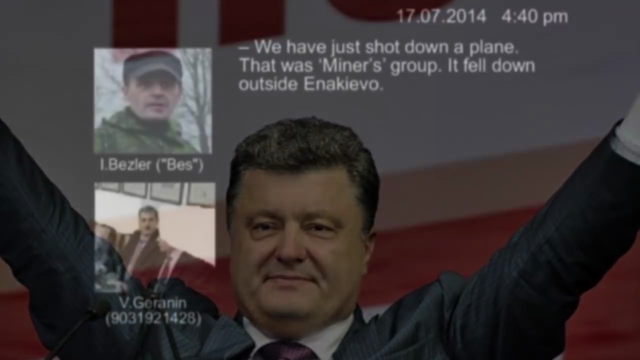 17.07.2014 4:40 pm
– We have just shot down a plane.
That was ‘Miner’s’ group. It fell down
outside Enakievo.
I.Bezler ("Bes")
V.Geranin
(9031921428)